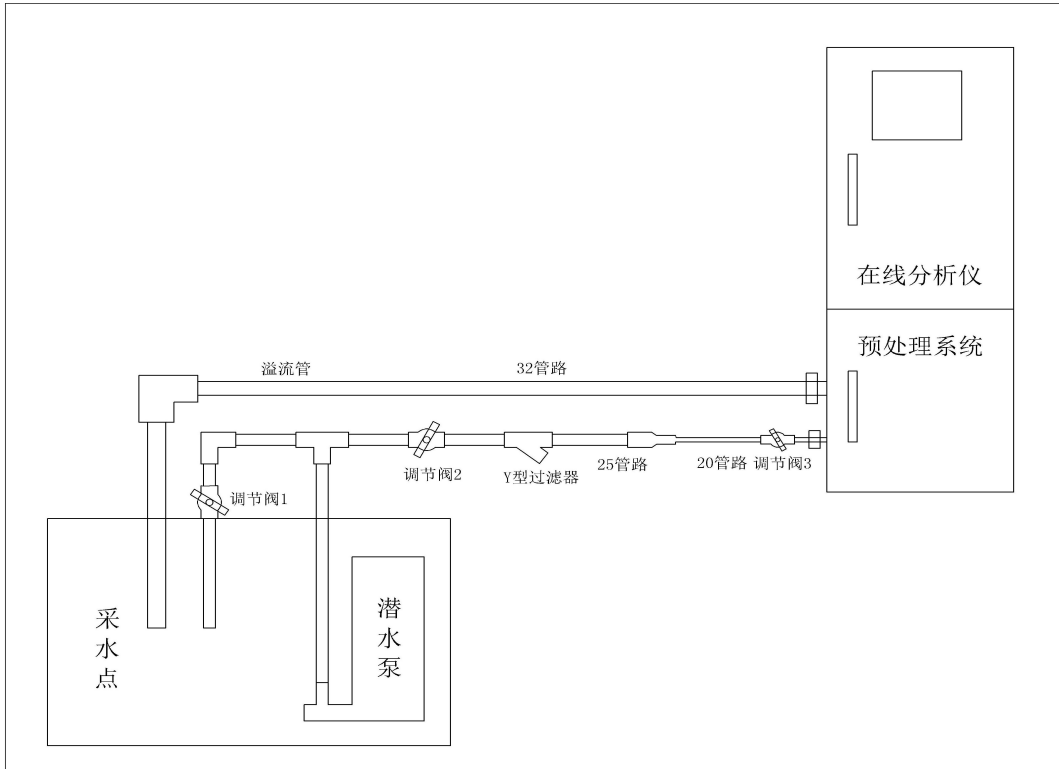 在线分析仪
预处理系统
溢流管
32管路
调节阀2
Y型过滤器
25管路
20管路
调节阀3
调节阀1
采水点
潜水泵